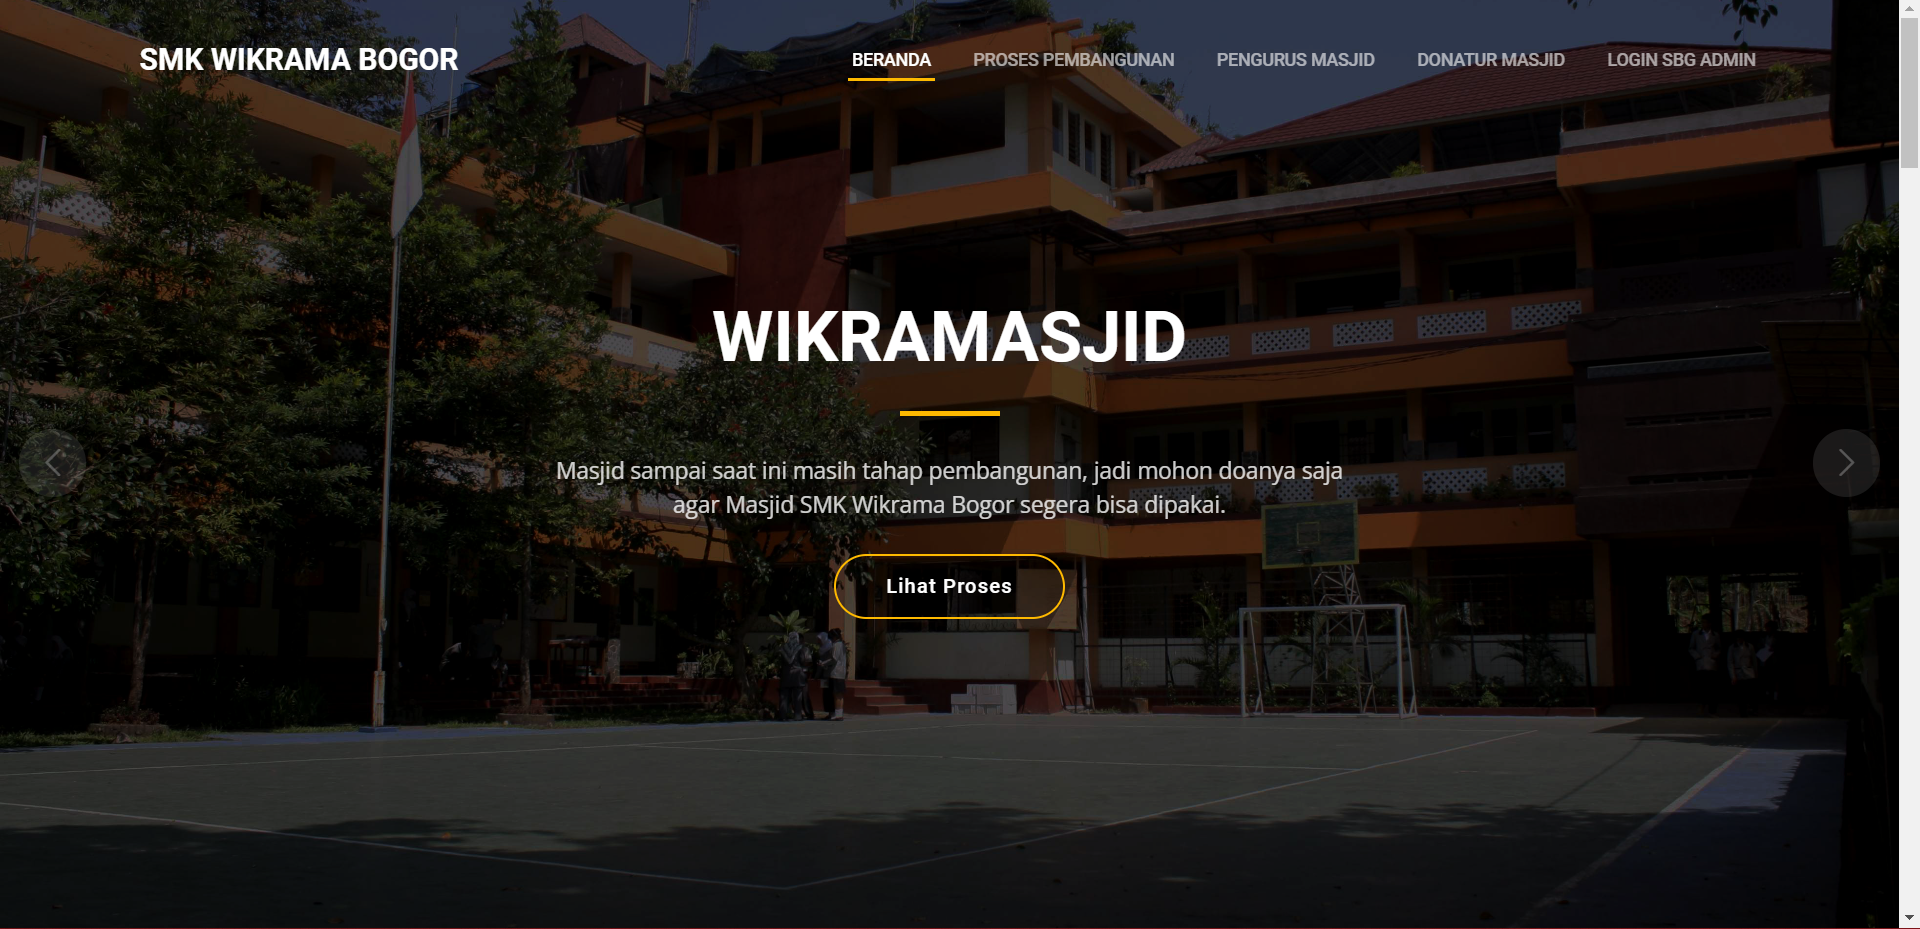 SMK WIKRAMA BOGOR
BERANDA
PROSES PEMBANGUNAN
PENGURUS MASJID
DONATUR MASJID
LOGIN SBG ADMIN
WIKRAMASJID
Masjid sampai saat ini masih tahap pembangunan, jadi mohon doanya saja
agar Masjid SMK Wikrama Bogor segera bisa dipakai.
Lihat Proses